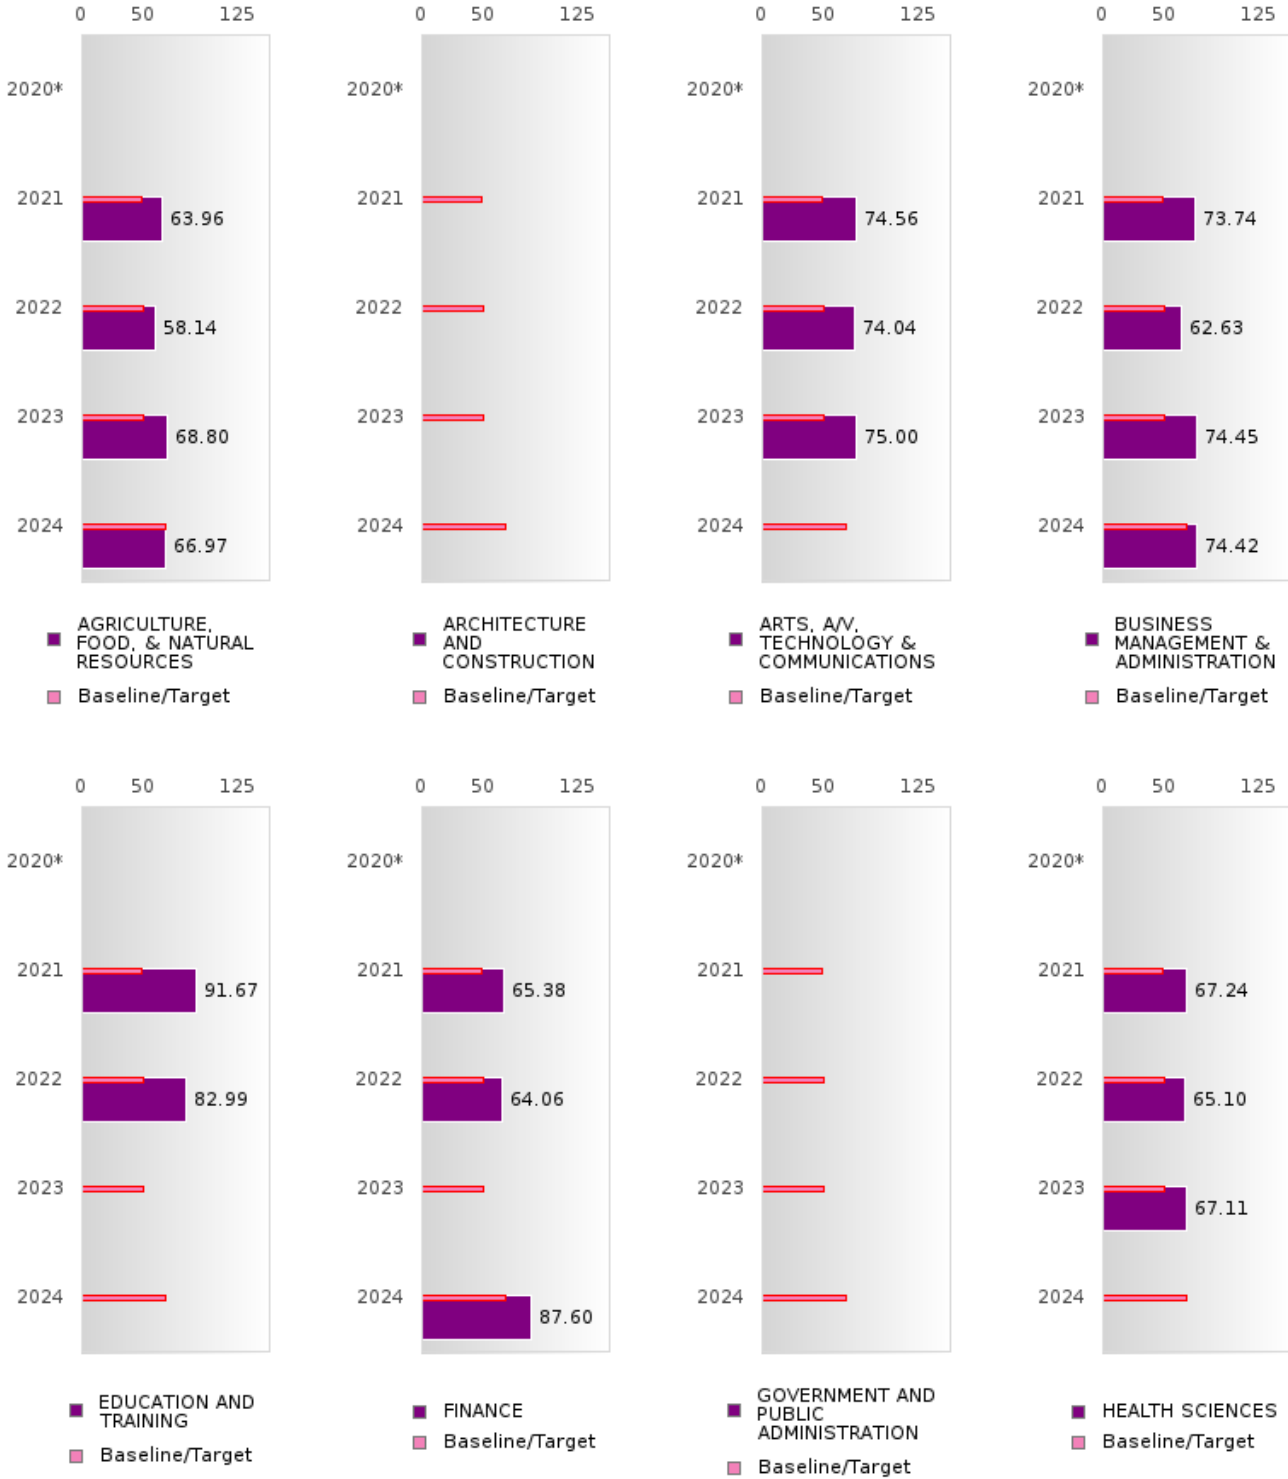 0 50 125
0 50 125
0 50 125
0 50 125
2020*
2020*
2020*
2020*
2021
63.96
2021
2021
74.56
2021
73.74
2022
58.14
2022
2022
74.04
2022
62.63
2023
68.80
2023
2023
75.00
2023
74.45
2024
66.97
2024
2024
2024
74.42
AGRICULTURE,
FOOD, & NATURAL
RESOURCES
Baseline/Target
ARCHITECTURE
AND
CONSTRUCTION
Baseline/Target
ARTS, A/V,
TECHNOLOGY &
COMMUNICATIONS
Baseline/Target
BUSINESS
MANAGEMENT &
ADMINISTRATION
Baseline/Target
0 50 125
0 50 125
0 50 125
0 50 125
2020*
2020*
2020*
2020*
2021
91.67
2021
65.38
2021
2021
67.24
2022
82.99
2022
64.06
2022
2022
65.10
2023
2023
2023
2023
67.11
2024
2024
87.60
2024
2024
EDUCATION AND
TRAINING
Baseline/Target
FINANCE
Baseline/Target
GOVERNMENT AND
PUBLIC
ADMINISTRATION
Baseline/Target
HEALTH SCIENCES
Baseline/Target